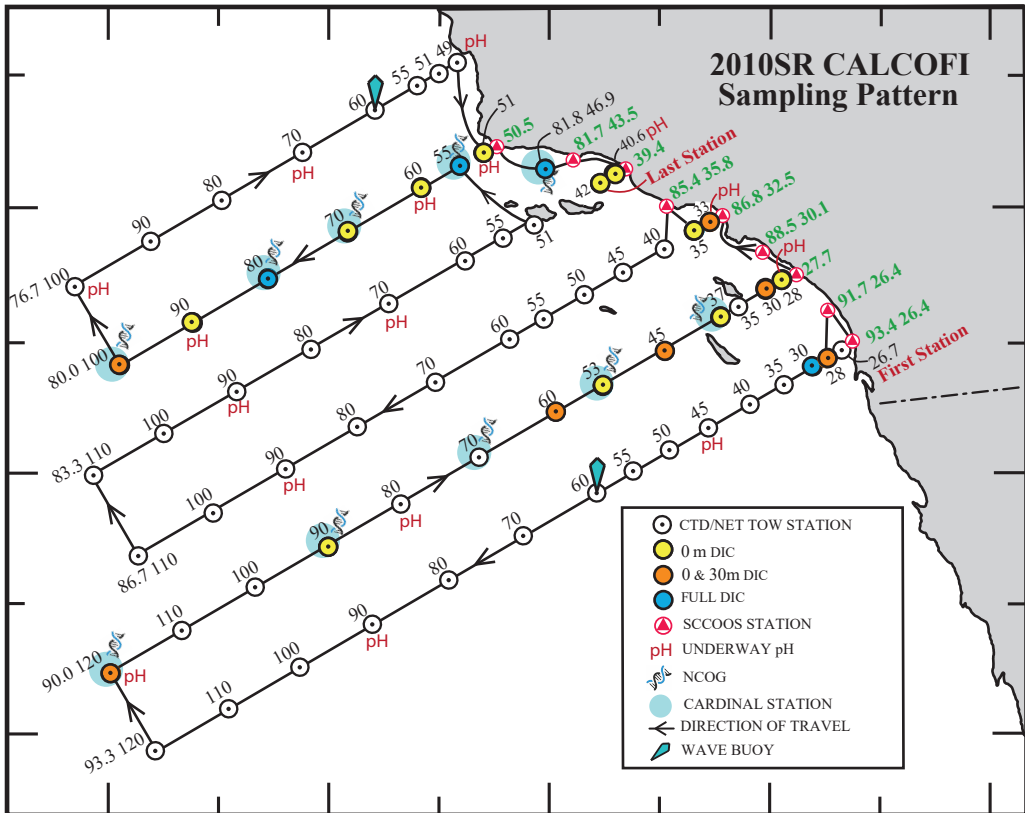 2010SR CALCOFI
Sampling Pattern
pH
49
51
55
60
70
pH
80
90
76.7 100
pH
51
50.5
pH
55
60
pH
70
80
90
pH
80.0 100
81.8 46.9
81.7 43.5
40.6
pH
39.4
42
Last Station
85.4 35.8
33
pH
86.8 32.5
35
88.5 30.1
pH
27.7
28
30
35
37
91.7 26.4
93.4 26.4
26.7
First Station
28
30
35
40
45
pH
50
55
60
70
80
90
pH
100
110
93.3 120
51
55
60
70
pH
80
90
pH
100
83.3 110
40
45
50
55
60
70
80
90
pH
100
86.7 110
45
53
60
70
80
pH
90
100
110
90.0 120
pH
CTD/NET TOW STATION
0 m DIC
0 & 30m DIC
FULL DIC
SCCOOS STATION
pH UNDERWAY pH
NCOG
CARDINAL STATION
DIRECTION OF TRAVEL
WAVE BUOY